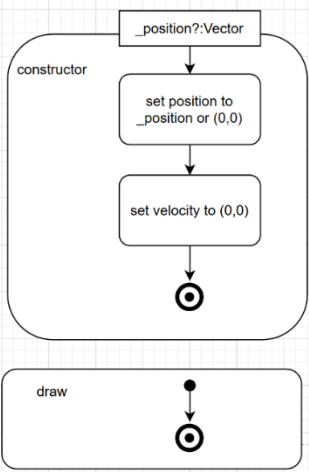 _position?:Vector
constructor
set position to
_position or (0,0)
set velocity to (0,0)
draw